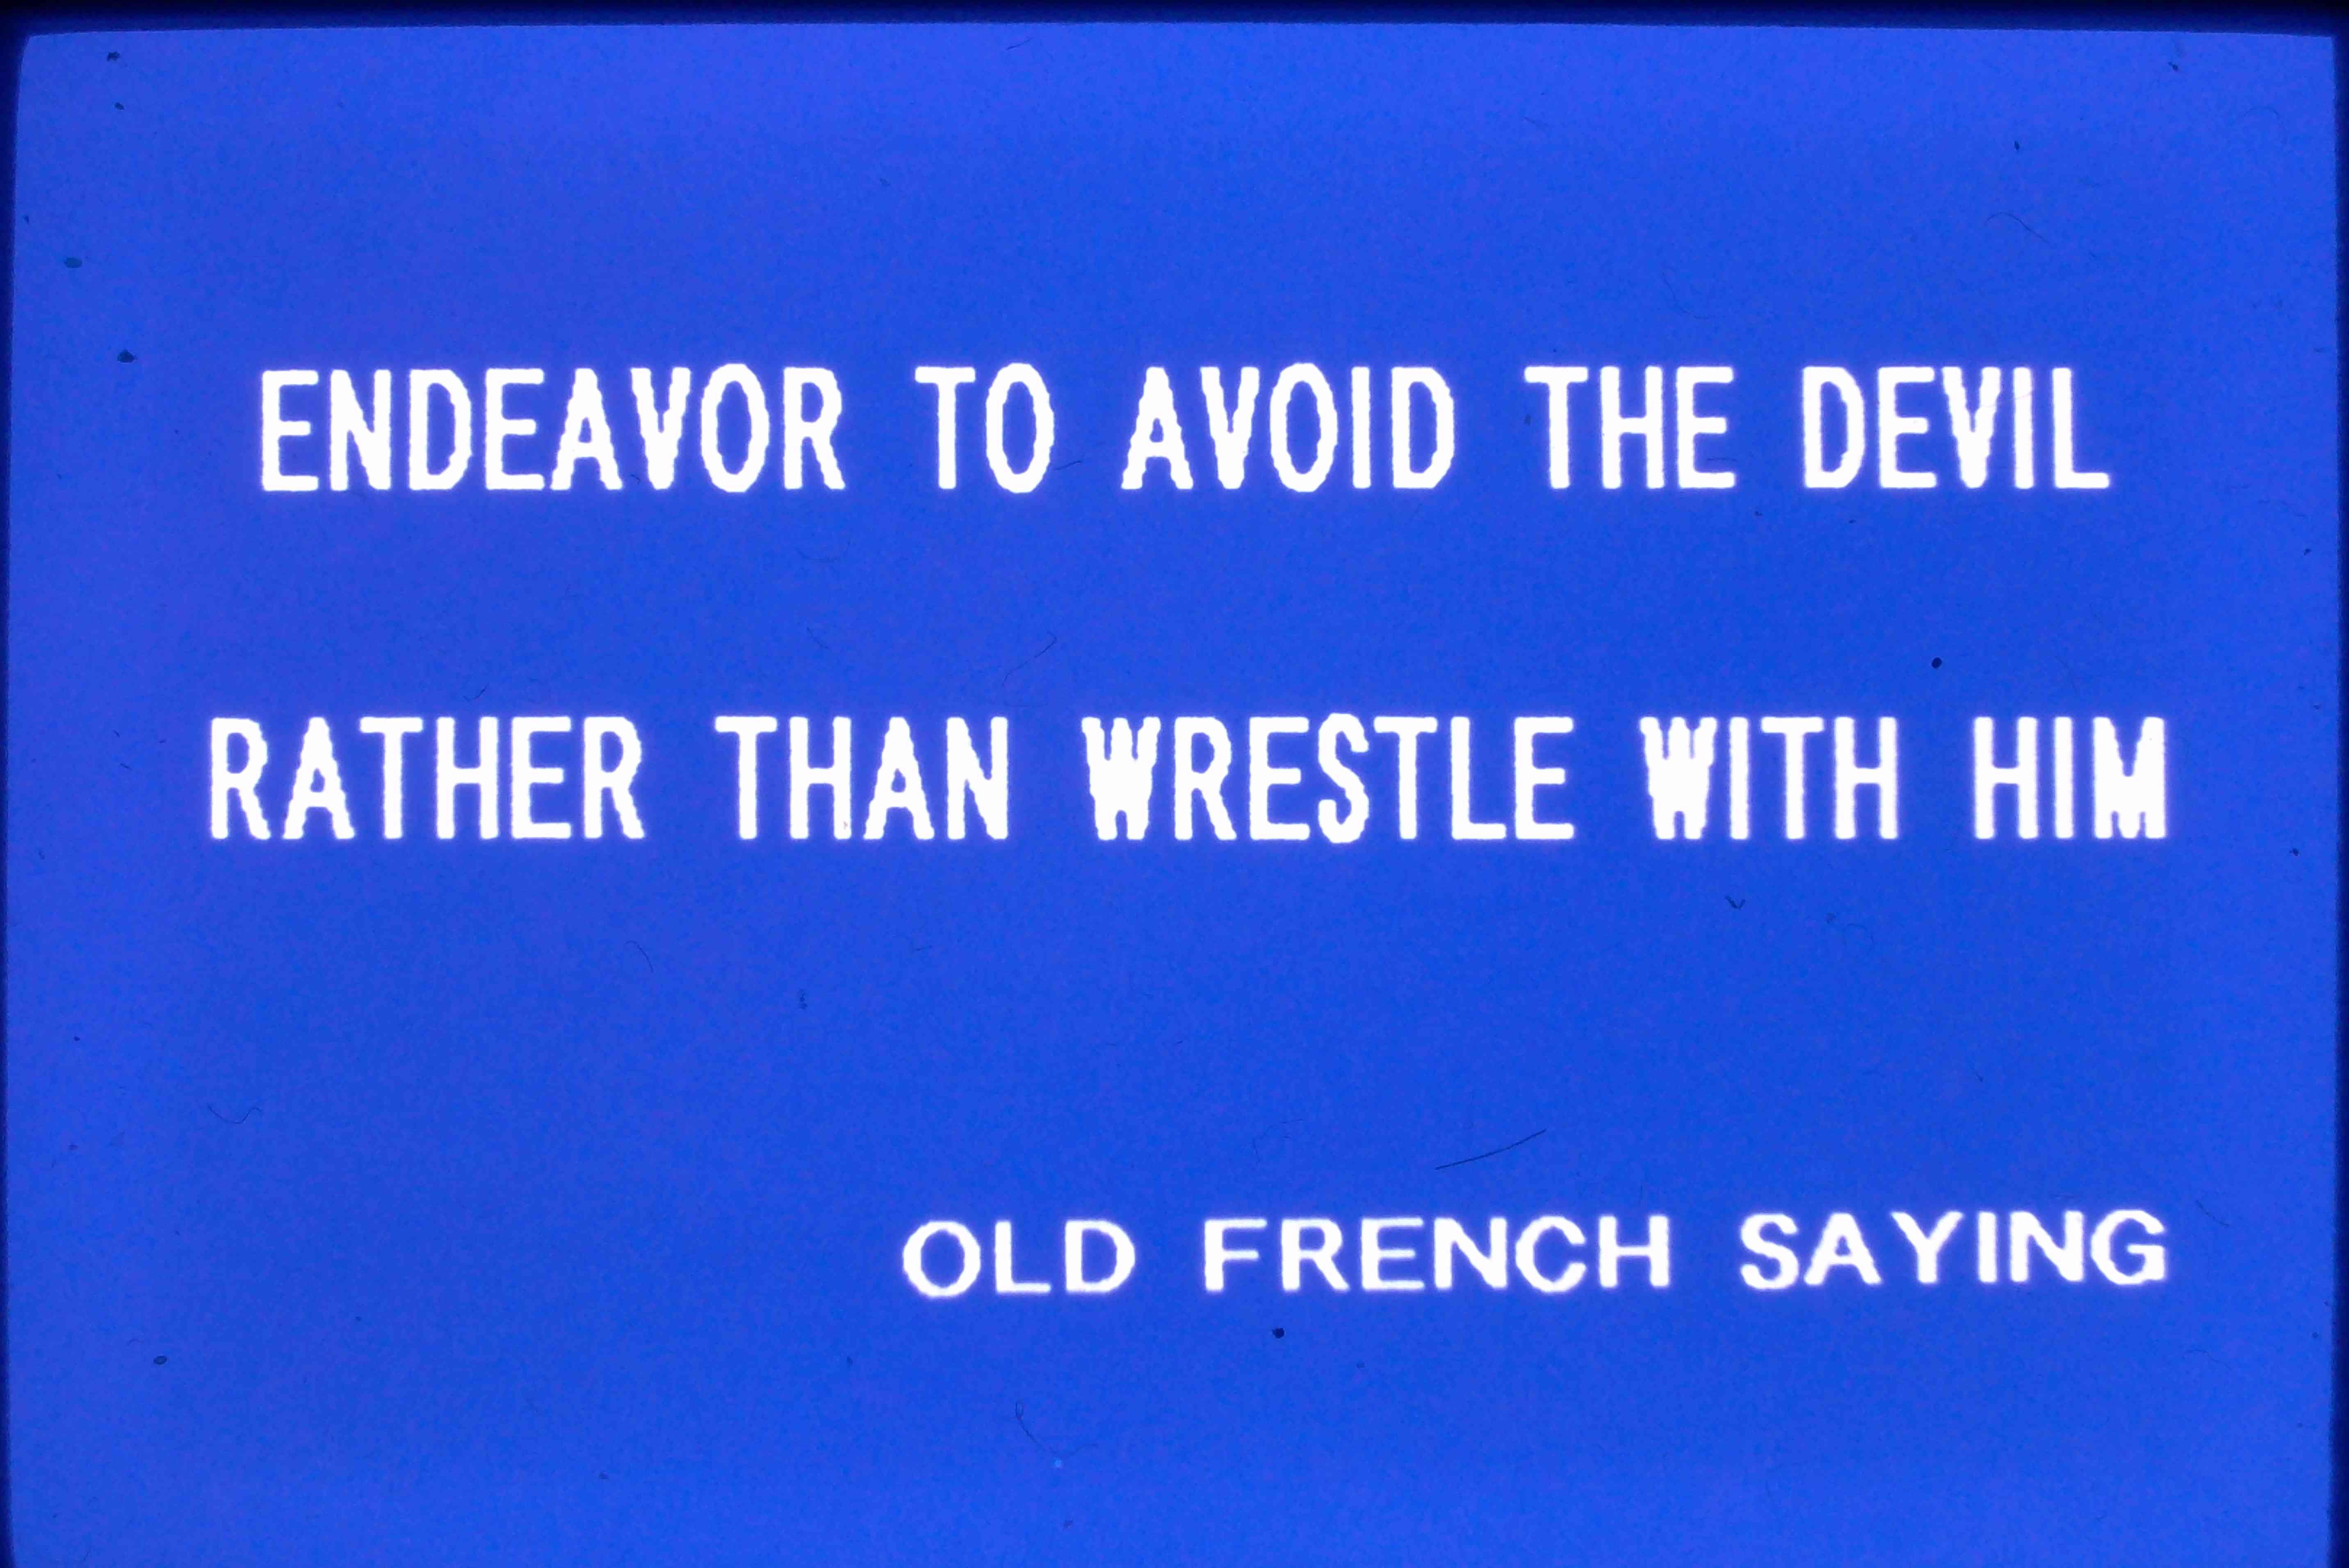 ENDEAVOR TO AVOID THE DEVIL
RATHER THAN WRESTLE WITH HIM
OLD FRENCH SAYING